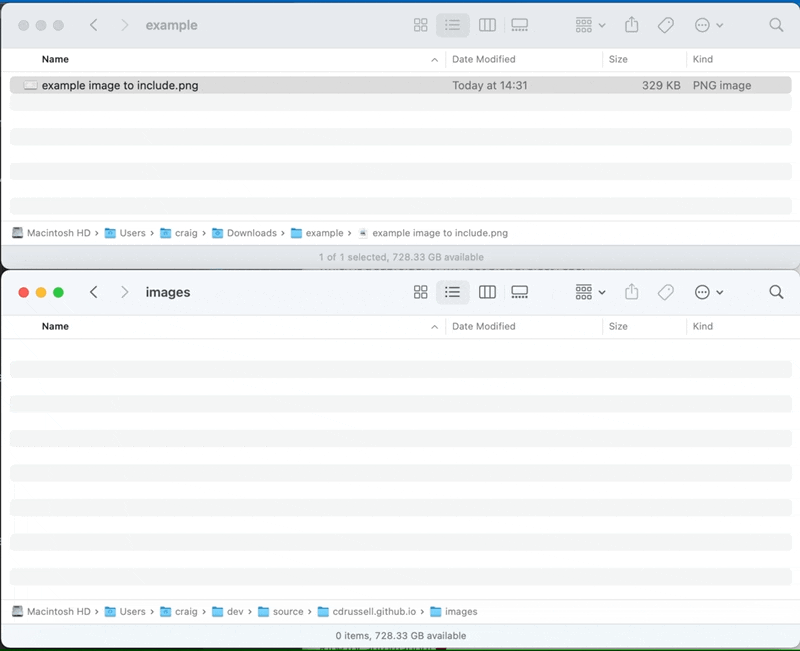 example
Name Date Modified Size Kind
example image to include.png Today at 14:31 329 KB PNG image
Macintosh HD › Users › craig › Downloads › example › example image to include.png
1 of 1 selected, 728.33 GB available
images
Name Date Modified Size Kind
Macintosh HD › Users › craig › dev › source › cdrussell.github.io › images
0 items, 728.33 GB available